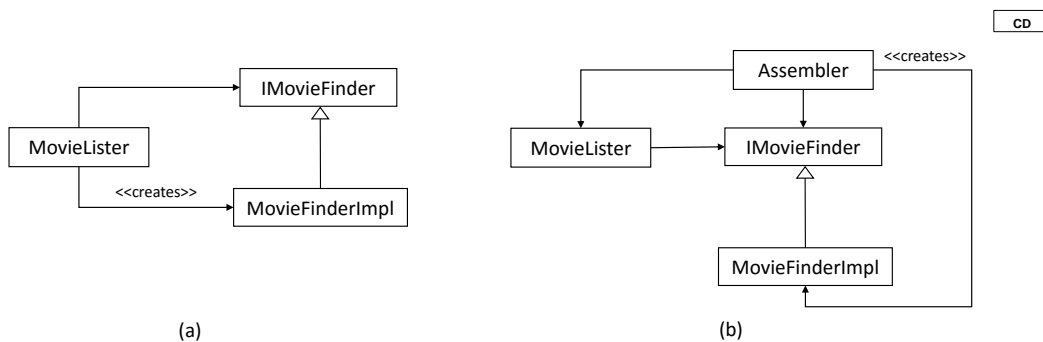 CD
IMovieFinder
MovieLister
<<creates>>
MovieFinderImpl
(a)
Assembler
<<creates>>
MovieLister
IMovieFinder
MovieFinderImpl
(b)